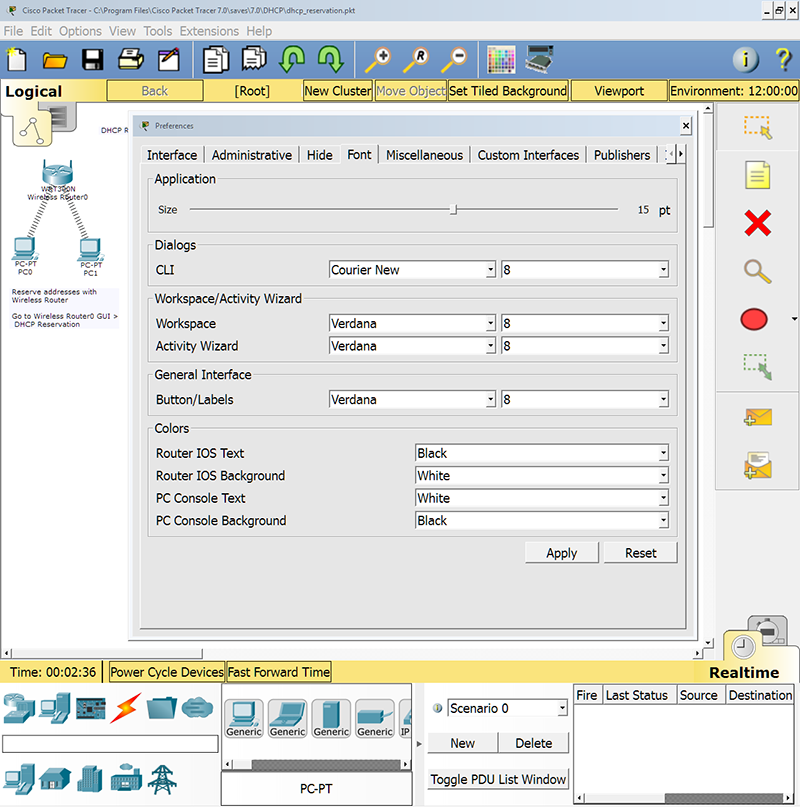 Cisco Packet Tracer - C:\Program Files\Cisco Packet Tracer 7.0\saves\7.0\DHCP\dhcp_reservation.pkt
File Edit Options View Tools Extensions Help
Logical
Back
[Root]
New Cluster
Move Object
Set Tiled Background
Viewport
Environment: 12:00:00
DHCP R
Preferences
Interface
Administrative
Hide
Font
Miscellaneous
Custom Interfaces
Publishers
Application
Size
15 pt
Dialogs
CLI
Courier New
8
Workspace/Activity Wizard
Workspace
Verdana
8
Activity Wizard
Verdana
8
General Interface
Button/Labels
Verdana
8
Colors
Router IOS Text
Black
Router IOS Background
White
PC Console Text
White
PC Console Background
Black
Apply
Reset
WRT300N
Wireless Router0
PC-PT
PC0
PC-PT
PC1
Reserve addresses with
Wireless Router
Go to Wireless Router0 GUI >
DHCP Reservation
Time: 00:02:36
Power Cycle Devices
Fast Forward Time
Realtime
Generic
Generic
Generic
Generic
IP
PC-PT
Scenario 0
New
Delete
Toggle PDU List Window
Fire
Last Status
Source
Destination